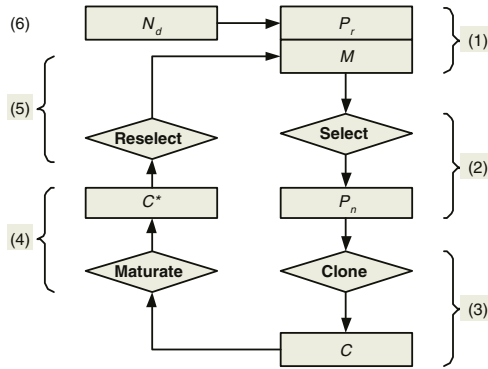 (6) N_d P_r (1)
M
(5)
Reselect Select
(2)
C* P_n
(4)
Maturate Clone
(3)
C